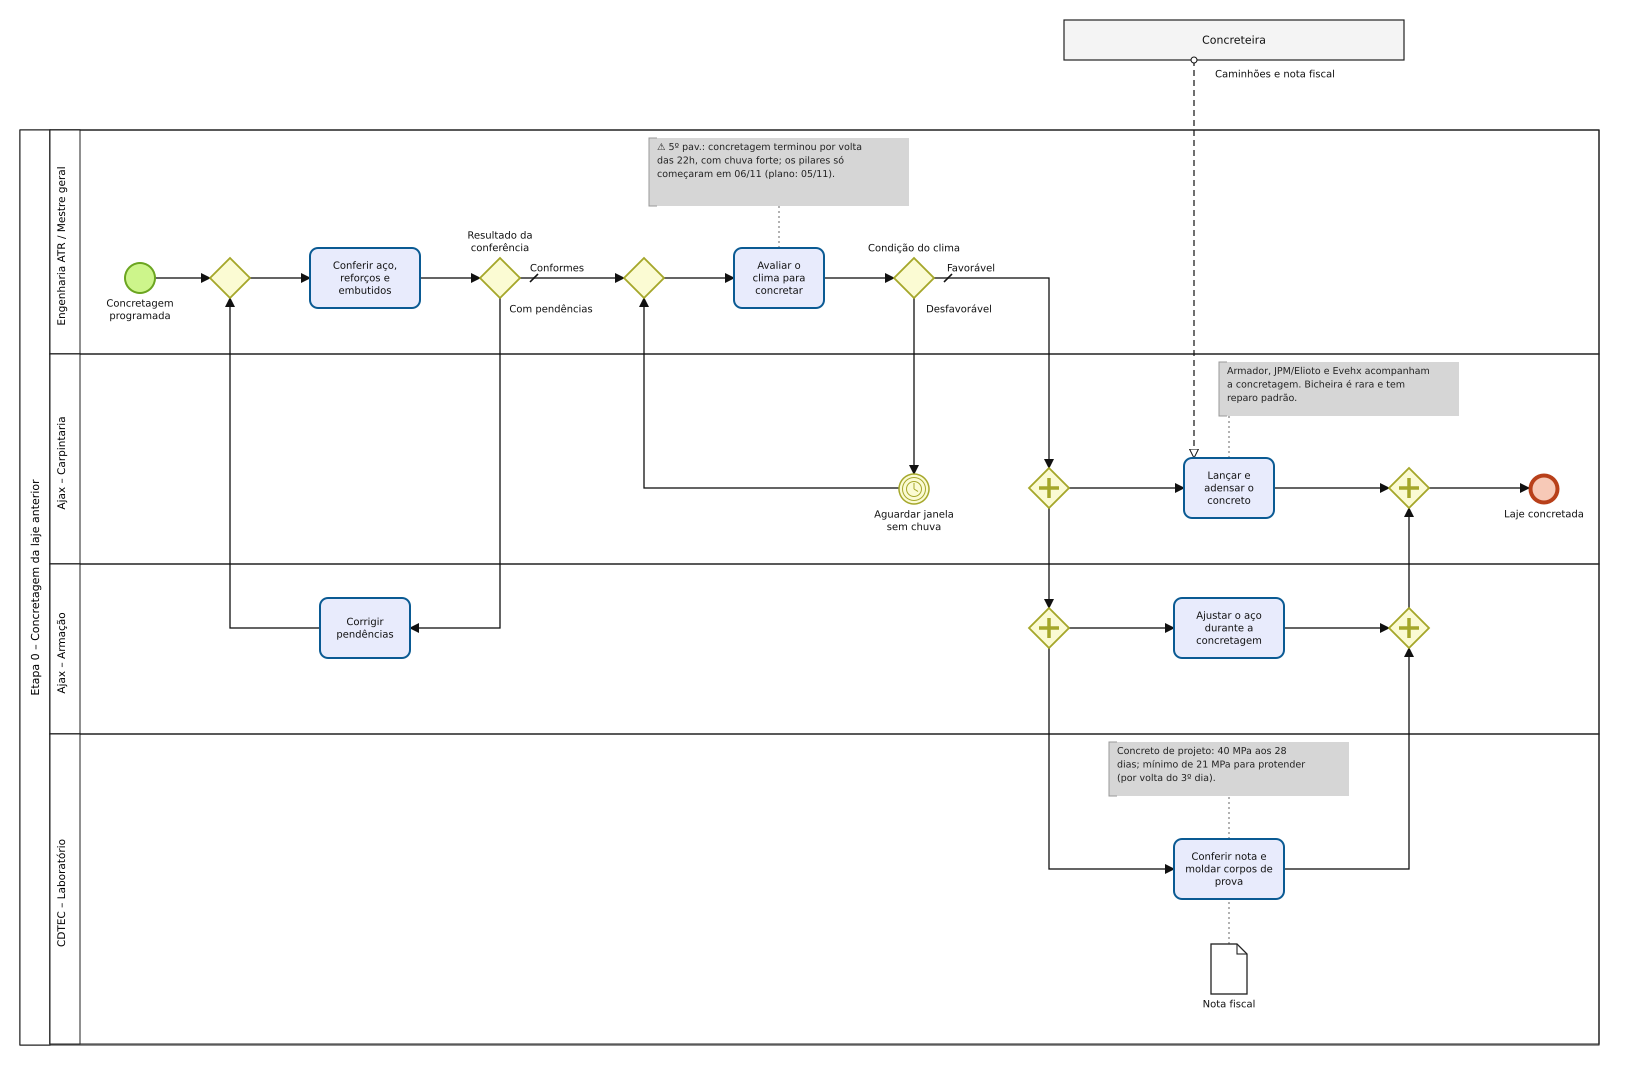 Concreteira
Caminhões e nota fiscal
Etapa 0 – Concretagem da laje anterior
Engenharia ATR / Mestre geral
⚠ 5º pav.: concretagem terminou por volta
das 22h, com chuva forte; os pilares só
começaram em 06/11 (plano: 05/11).
Concretagem
programada
Conferir aço,
reforços e
embutidos
Resultado da
conferência
Conformes
Com pendências
Avaliar o
clima para
concretar
Condição do clima
Favorável
Desfavorável
Ajax – Carpintaria
Armador, JPM/Elioto e Evehx acompanham
a concretagem. Bicheira é rara e tem
reparo padrão.
Aguardar janela
sem chuva
Lançar e
adensar o
concreto
Laje concretada
Ajax – Armação
Corrigir
pendências
Ajustar o aço
durante a
concretagem
CDTEC – Laboratório
Concreto de projeto: 40 MPa aos 28
dias; mínimo de 21 MPa para protender
(por volta do 3º dia).
Conferir nota e
moldar corpos de
prova
Nota fiscal